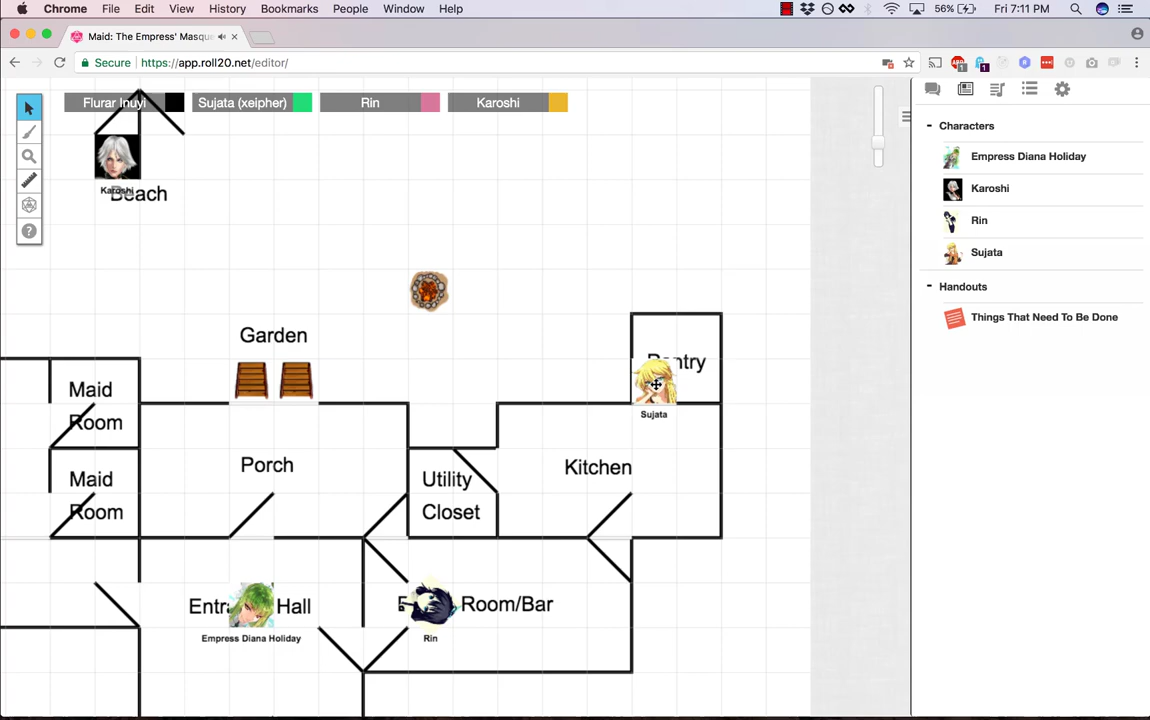 Chrome File Edit View History Bookmarks People Window Help 56% Fri 7:11 PM
Maid: The Empress' Masqu
Secure https://app.roll20.net/editor/
Flurar Inuyi Sujata (xeipher) Rin Karoshi
Karoshi
Beach
Garden
Pantry
Sujata
Maid
Room
Porch
Kitchen
Maid
Room
Utility
Closet
Hall
Empress Diana Holiday
Room/Bar
Rin
Characters
Empress Diana Holiday
Karoshi
Rin
Sujata
Handouts
Things That Need To Be Done